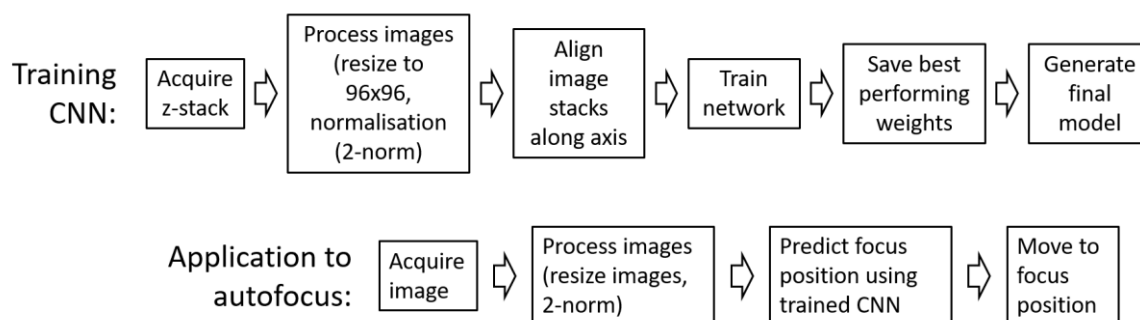 Training
CNN:
Acquire
z-stack
Process images
(resize to
96x96,
normalisation
(2-norm)
Align
image
stacks
along axis
Train
network
Save best
performing
weights
Generate
final
model
Application to
autofocus:
Acquire
image
Process images
(resize images,
2-norm)
Predict focus
position using
trained CNN
Move to
focus
position